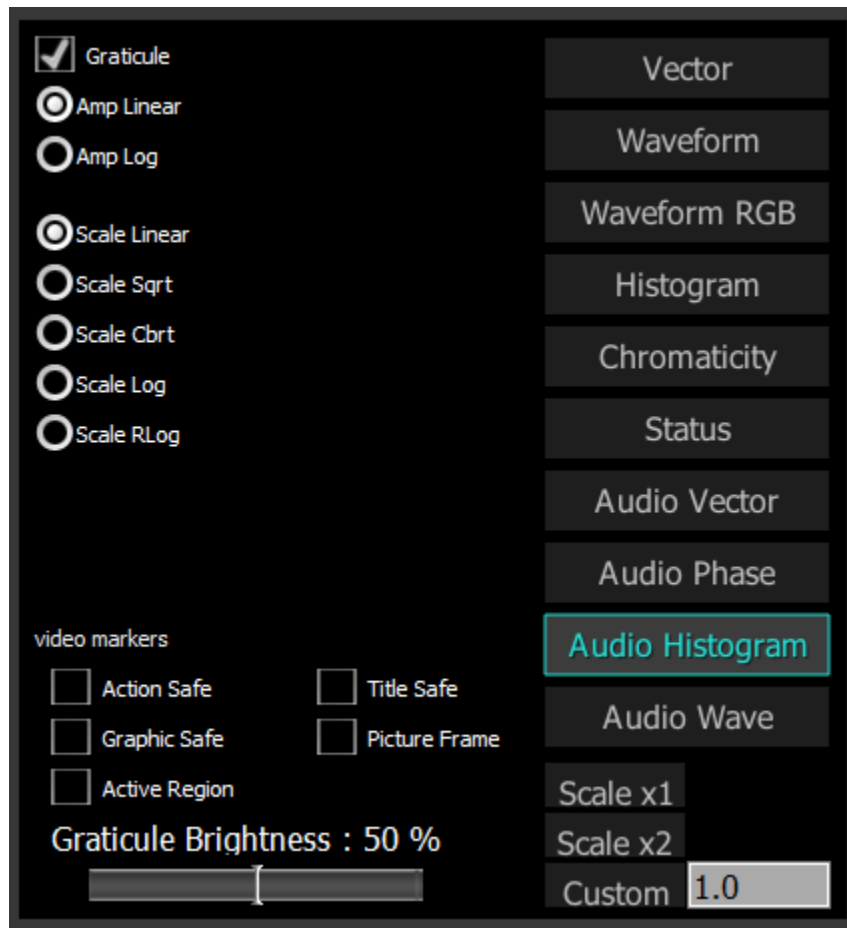 Graticule
Amp Linear
Amp Log
Scale Linear
Scale Sqrt
Scale Cbrt
Scale Log
Scale RLog
video markers
Action Safe
Title Safe
Graphic Safe
Picture Frame
Active Region
Graticule Brightness : 50 %
Vector
Waveform
Waveform RGB
Histogram
Chromaticity
Status
Audio Vector
Audio Phase
Audio Histogram
Audio Wave
Scale x1
Scale x2
Custom 1.0